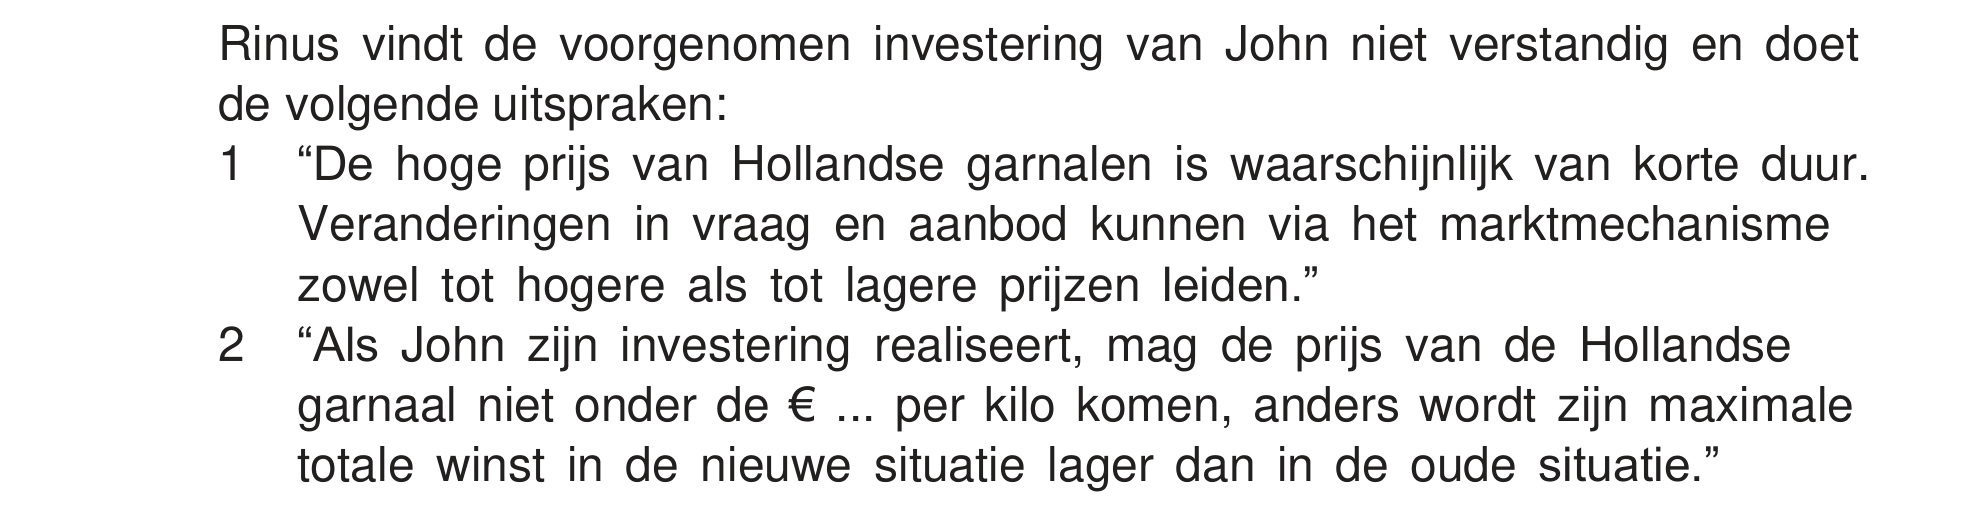 Rinus vindt de voorgenomen investering van John niet verstandig en doet
de volgende uitspraken:
1 “De hoge prijs van Hollandse garnalen is waarschijnlijk van korte duur.
Veranderingen in vraag en aanbod kunnen via het marktmechanisme
zowel tot hogere als tot lagere prijzen leiden.”
2 “Als John zijn investering realiseert, mag de prijs van de Hollandse
garnaal niet onder de € ... per kilo komen, anders wordt zijn maximale
totale winst in de nieuwe situatie lager dan in de oude situatie.”